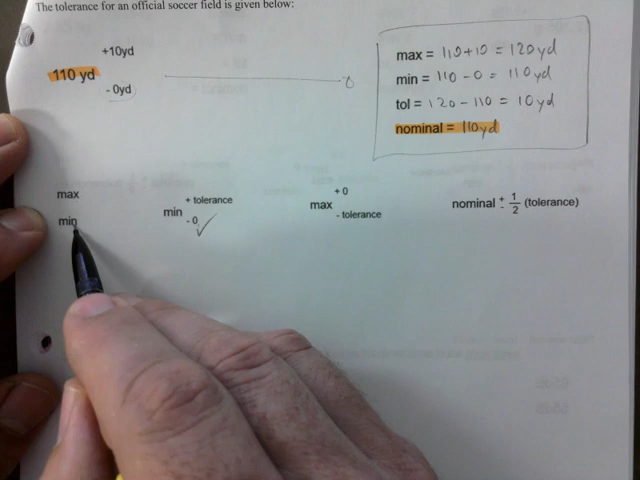 The tolerance for an official soccer field is given below:
+10yd
110 yd
- 0yd
max = 110+10 = 120yd
min = 110 - 0 = 110yd
tol = 120 - 110 = 10yd
nominal = 110yd
max
min
+ tolerance
min
- 0
+ 0
max
- tolerance
nominal ± 1/2 (tolerance)